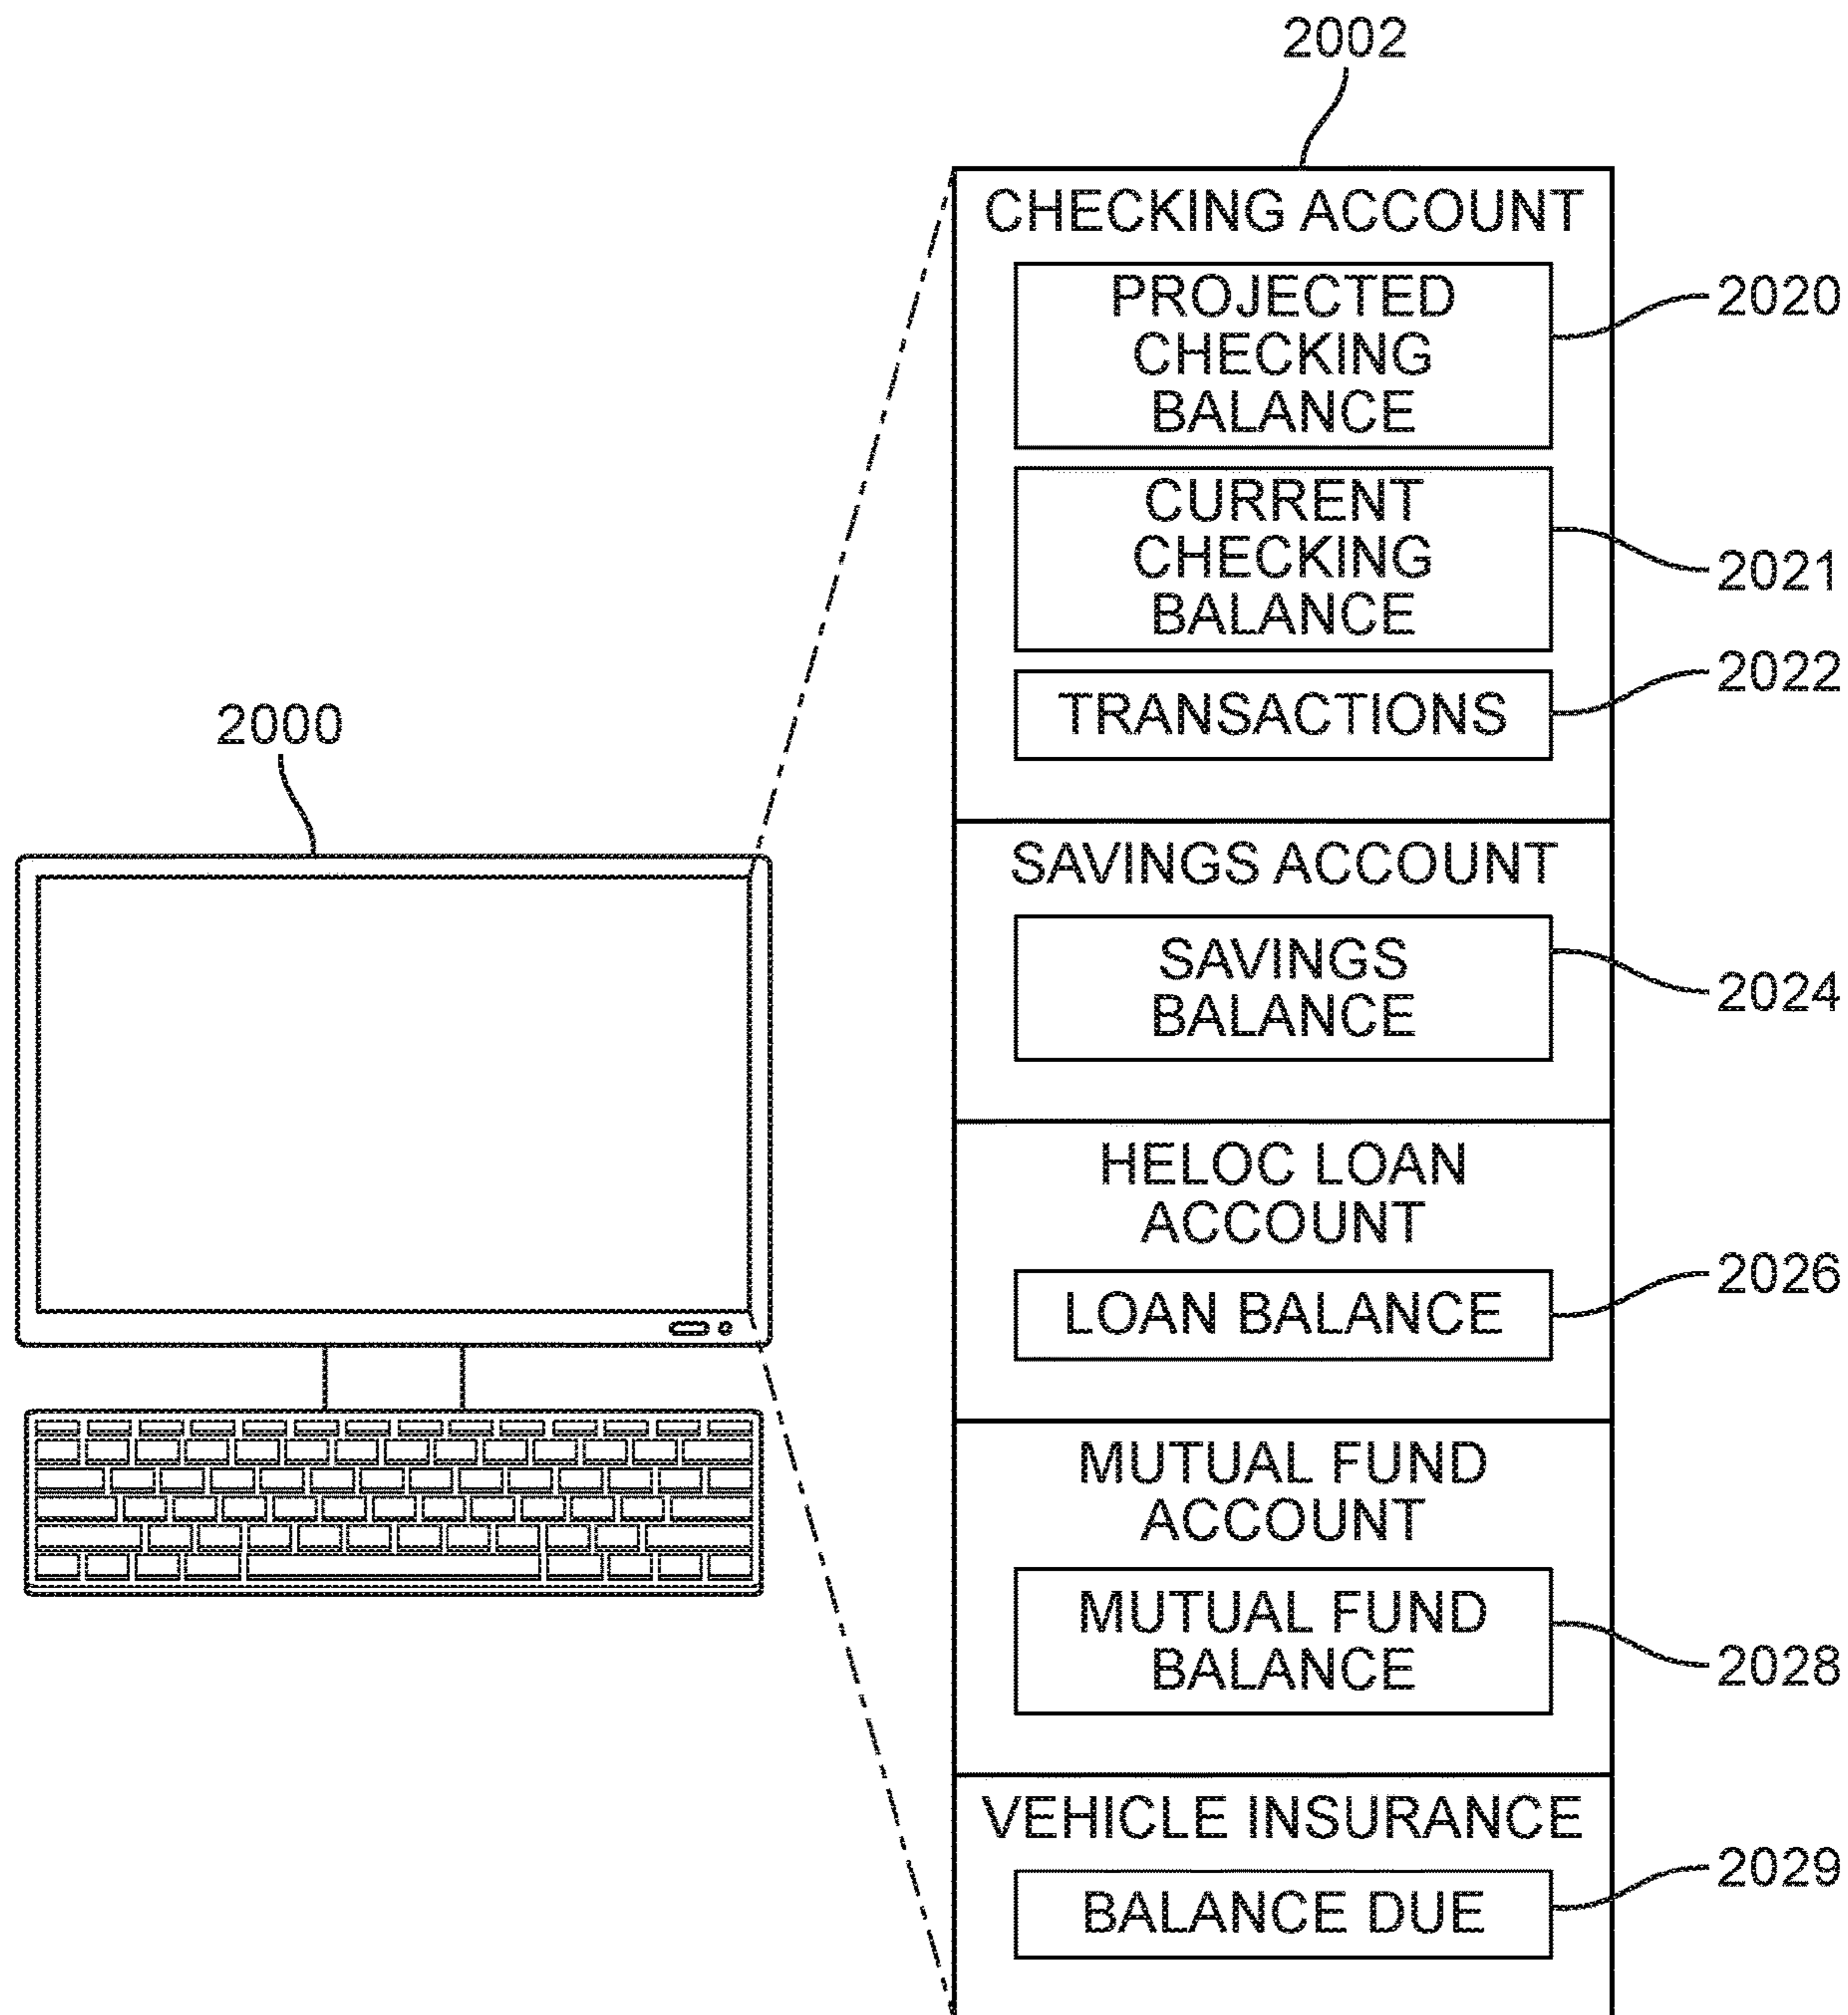 2002
CHECKING ACCOUNT
PROJECTED
CHECKING
BALANCE
2020
CURRENT
CHECKING
BALANCE
2021
TRANSACTIONS
2022
2000
SAVINGS ACCOUNT
SAVINGS
BALANCE
2024
HELOC LOAN
ACCOUNT
LOAN BALANCE
2026
MUTUAL FUND
ACCOUNT
MUTUAL FUND
BALANCE
2028
VEHICLE INSURANCE
BALANCE DUE
2029